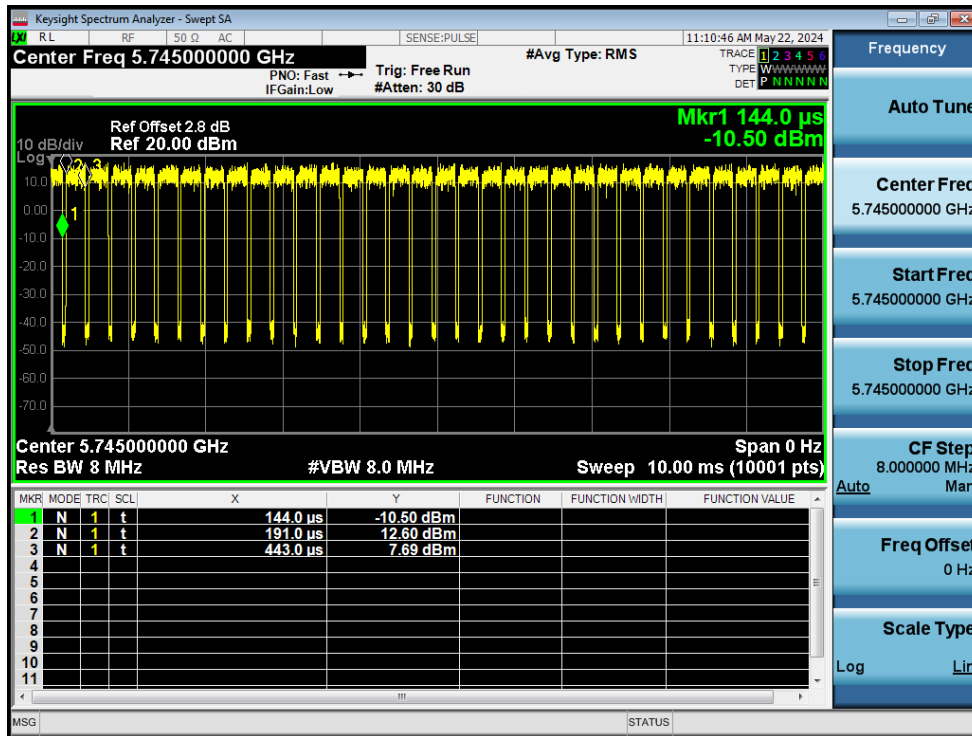 Keysight Spectrum Analyzer - Swept SA
LXI RL RF 50 Ω AC SENSE:PULSE 11:10:46 AM May 22, 2024
Center Freq 5.745000000 GHz
#Avg Type: RMS
TRACE 1 2 3 4 5 6
PNO: Fast
Trig: Free Run
TYPE WWWWWW
IFGain:Low
#Atten: 30 dB
DET P N N N N N
Mkr1 144.0 µs
-10.50 dBm
Ref Offset 2.8 dB
10 dB/div
Ref 20.00 dBm
Log
10.0
0.00
-10.0
-20.0
-30.0
-40.0
-50.0
-60.0
-70.0
1
2
3
Center 5.745000000 GHz
Span 0 Hz
Res BW 8 MHz
#VBW 8.0 MHz
Sweep 10.00 ms (10001 pts)
MKR MODE TRC SCL X Y FUNCTION FUNCTION WIDTH FUNCTION VALUE
1 N 1 t 144.0 µs -10.50 dBm
2 N 1 t 191.0 µs 12.60 dBm
3 N 1 t 443.0 µs 7.69 dBm
4
5
6
7
8
9
10
11
MSG
STATUS
Frequency
Auto Tune
Center Freq
5.745000000 GHz
Start Freq
5.745000000 GHz
Stop Freq
5.745000000 GHz
CF Step
8.000000 MHz
Auto Man
Freq Offset
0 Hz
Scale Type
Log Lin